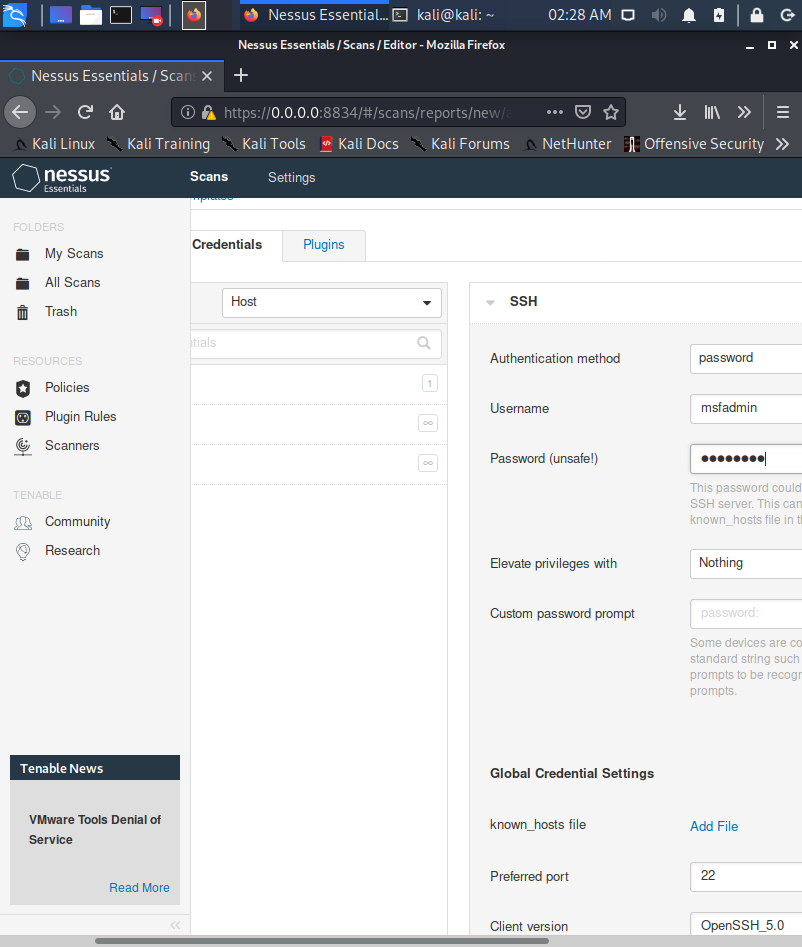 Nessus Essential...
kali@kali: ~
02:28 AM
Nessus Essentials / Scans / Editor - Mozilla Firefox
Nessus Essentials / Scans
https://0.0.0.0:8834/#/scans/reports/new/
Kali Linux
Kali Training
Kali Tools
Kali Docs
Kali Forums
NetHunter
Offensive Security
nessus
Essentials
Scans
Settings
FOLDERS
My Scans
All Scans
Trash
RESOURCES
Policies
Plugin Rules
Scanners
TENABLE
Community
Research
Tenable News
VMware Tools Denial of
Service
Read More
Credentials
Plugins
Host
ntials
1
∞
∞
SSH
Authentication method
password
Username
msfadmin
Password (unsafe!)
••••••••
This password could
SSH server. This can
known_hosts file in th
Elevate privileges with
Nothing
Custom password prompt
password:
Some devices are co
standard string such
prompts to be recogn
prompts.
Global Credential Settings
known_hosts file
Add File
Preferred port
22
Client version
OpenSSH_5.0